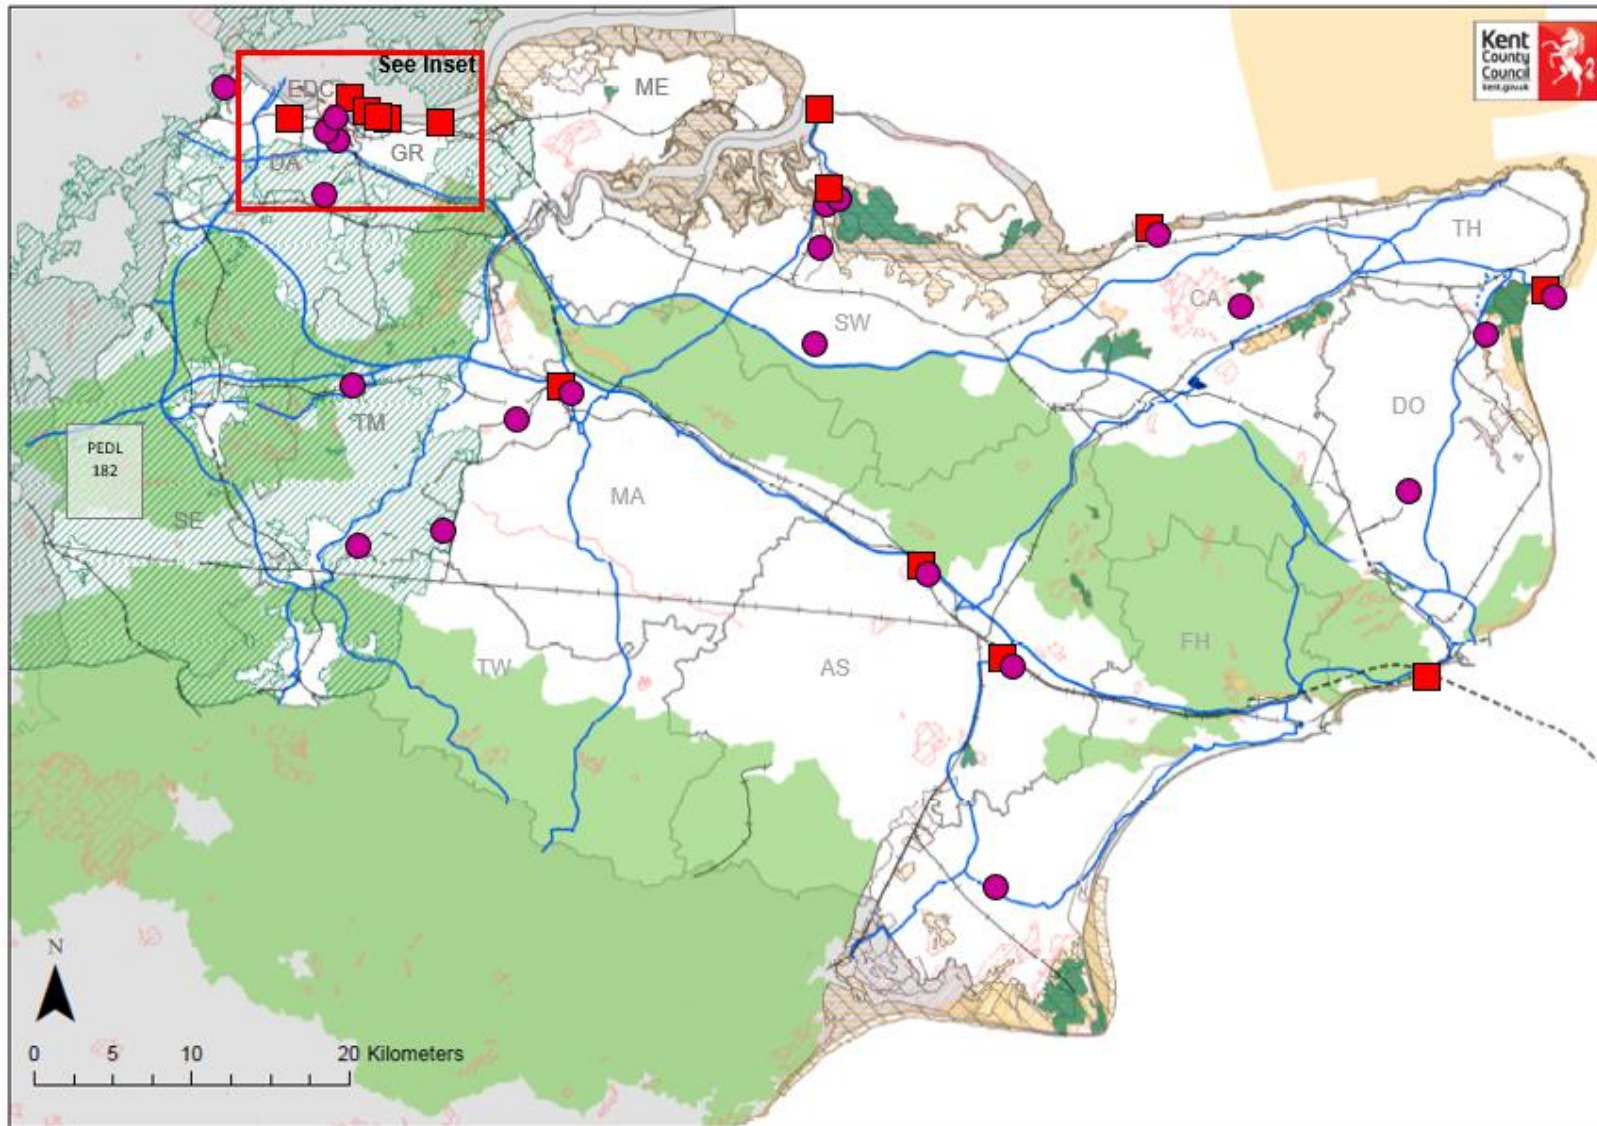 See Inset
Kent
County
Council
kent.gov.uk
EDC
ME
DA
GR
TH
CA
SW
DO
TM
PEDL
182
MA
SE
TW
AS
FH
N
0 5 10 20 Kilometers